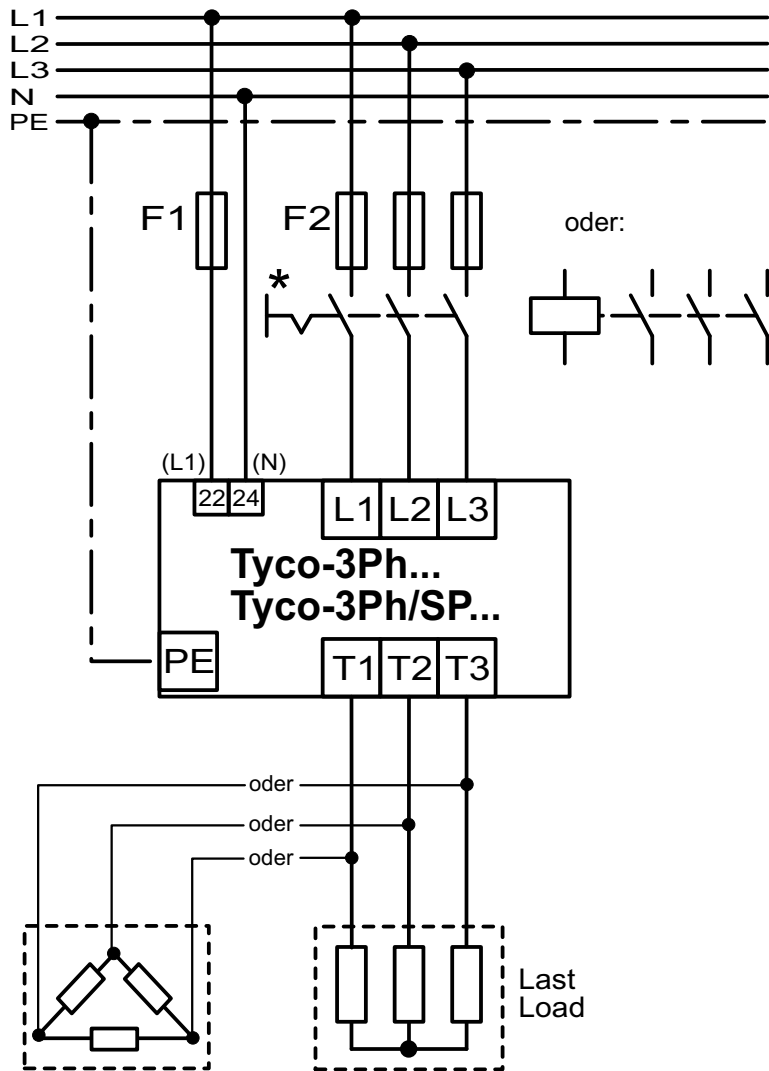 L1
L2
L3
N
PE
F1
F2
oder:
*
(L1)
(N)
22 24
L1 L2 L3
Tyco-3Ph...
Tyco-3Ph/SP...
PE
T1 T2 T3
oder
oder
oder
Last
Load